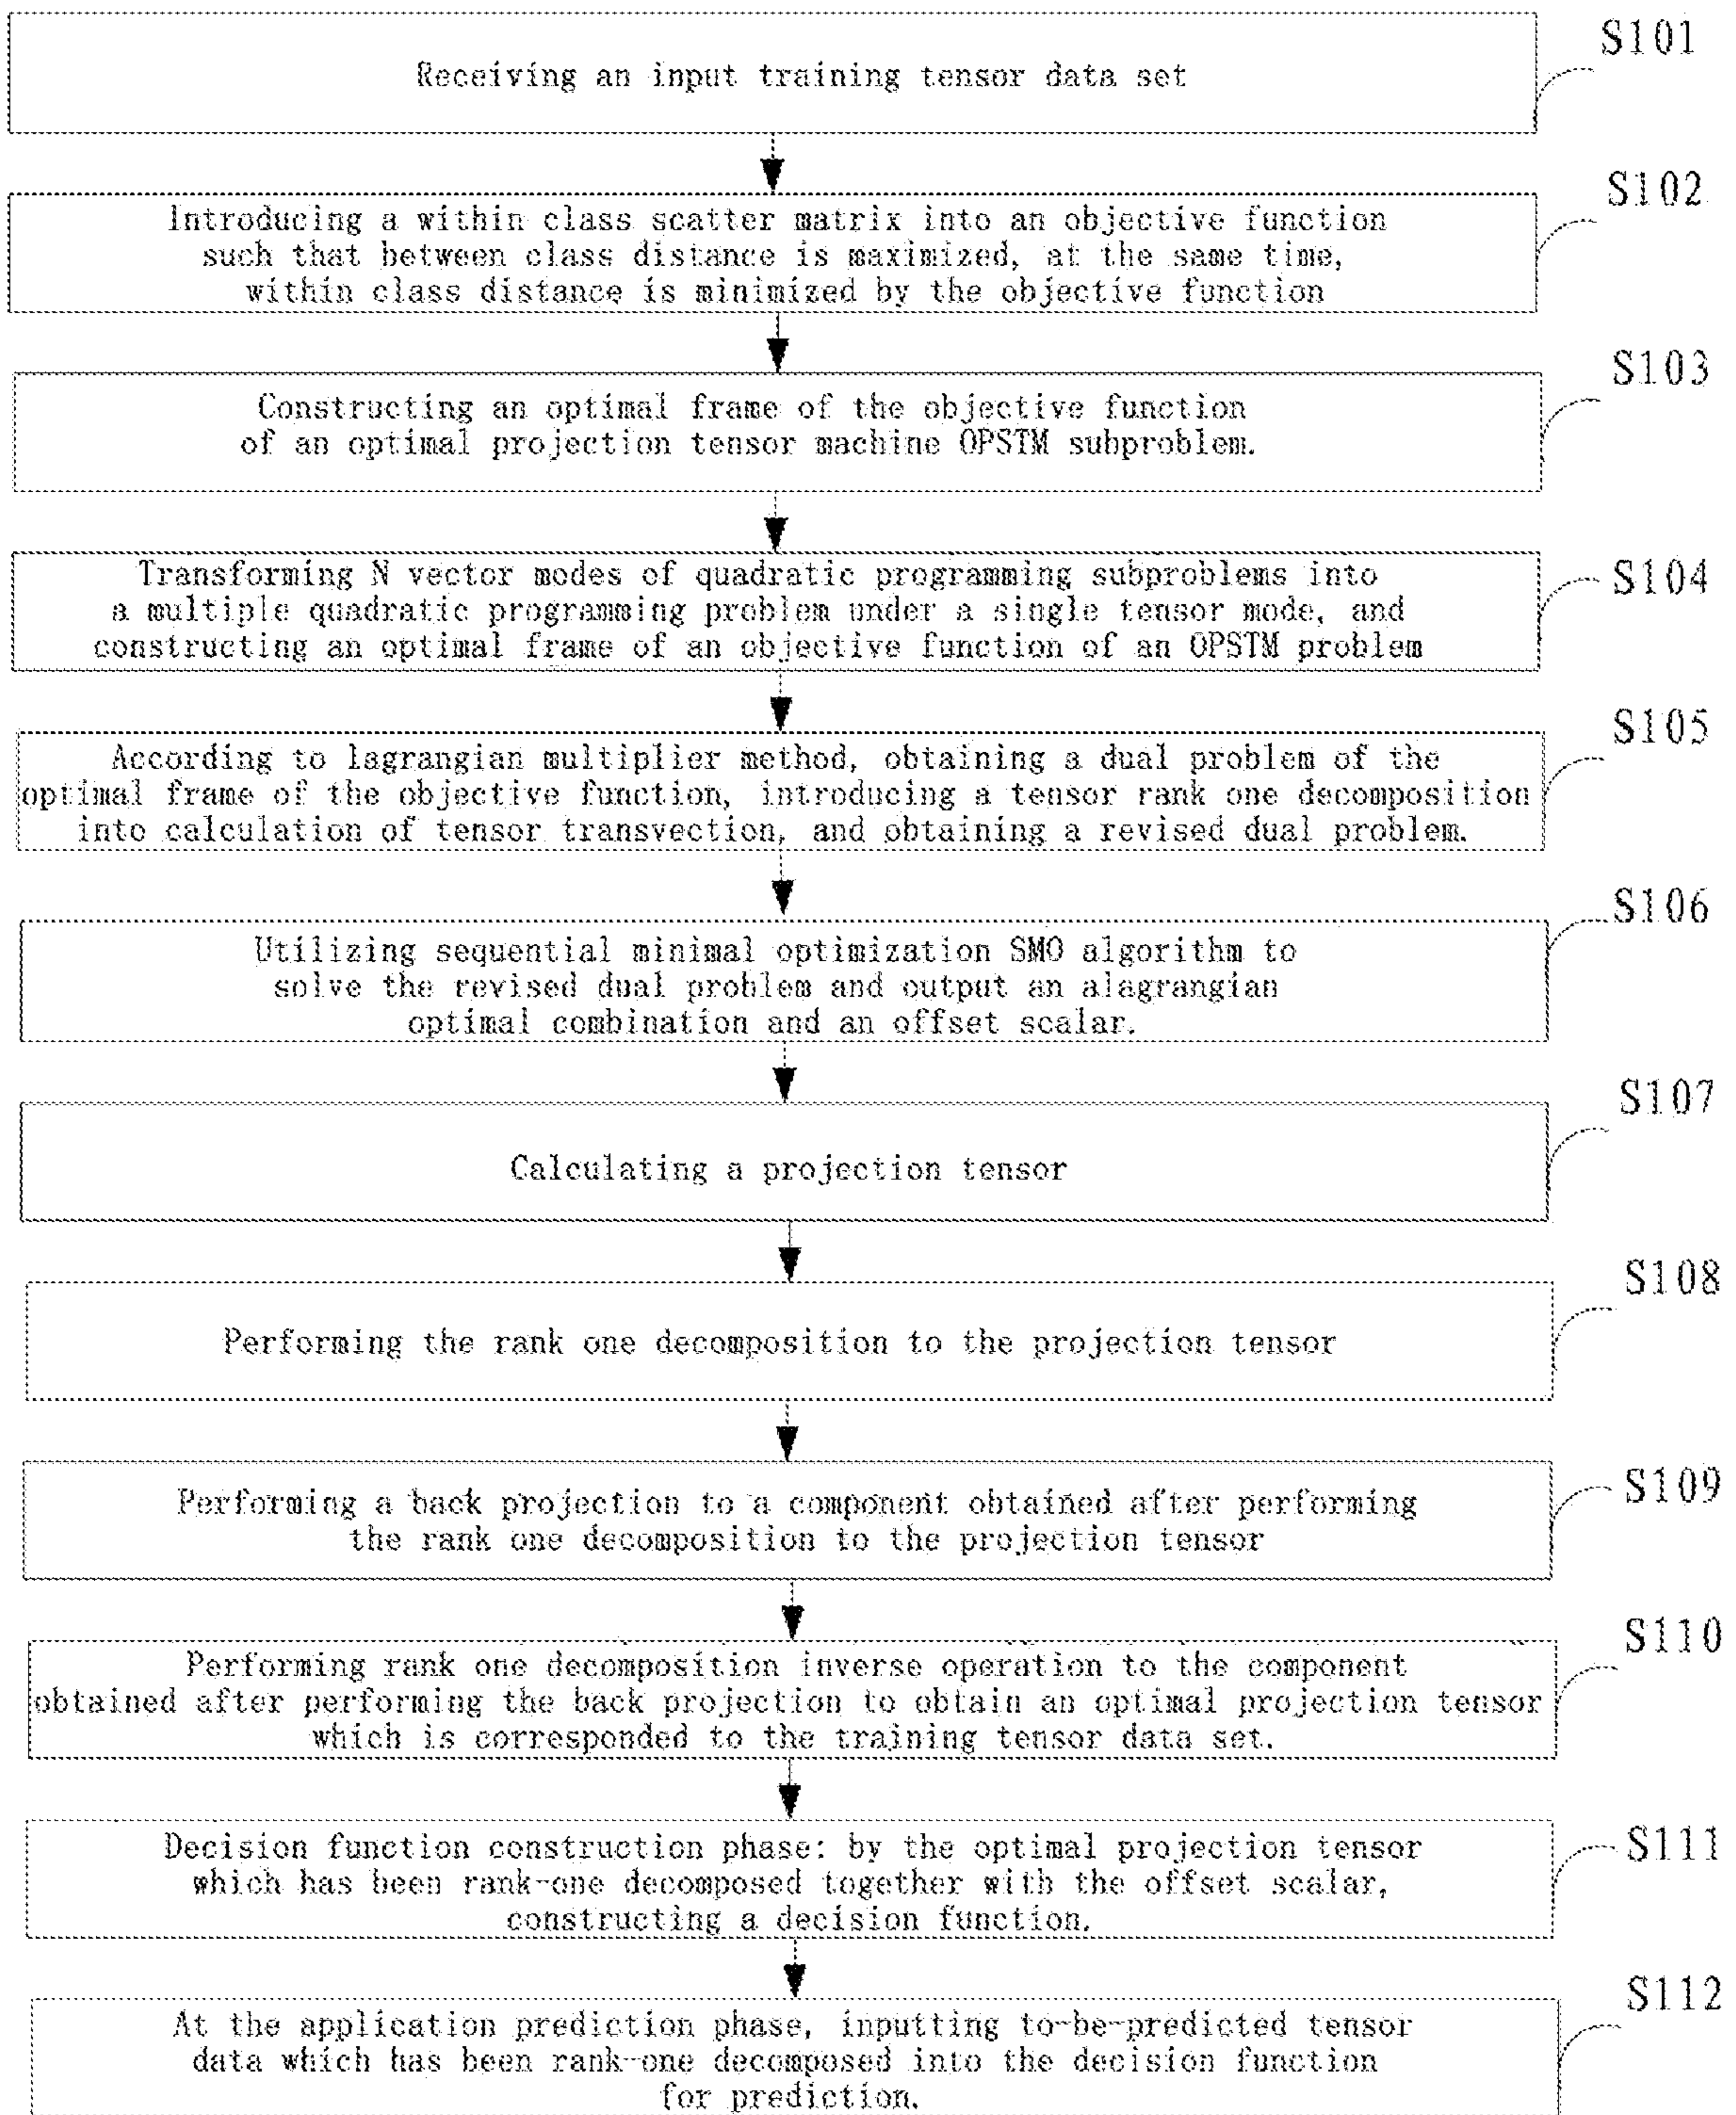 S101
Receiving an input training tensor data set
S102
Introducing a within class scatter matrix into an objective function
such that between class distance is maximized, at the same time,
within class distance is minimized by the objective function
S103
Constructing an optimal frame of the objective function
of an optimal projection tensor machine OPSTM subproblem.
S104
Transforming N vector modes of quadratic programming subproblems into
a multiple quadratic programming problem under a single tensor mode, and
constructing an optimal frame of an objective function of an OPSTM problem
S105
According to lagrangian multiplier method, obtaining a dual problem of the
optimal frame of the objective function, introducing a tensor rank one decomposition
into calculation of tensor transvection, and obtaining a revised dual problem.
S106
Utilizing sequential minimal optimization SMO algorithm to
solve the revised dual problem and output an alagrangian
optimal combination and an offset scalar.
S107
Calculating a projection tensor
S108
Performing the rank one decomposition to the projection tensor
S109
Performing a back projection to a component obtained after performing
the rank one decomposition to the projection tensor
S110
Performing rank one decomposition inverse operation to the component
obtained after performing the back projection to obtain an optimal projection tensor
which is corresponded to the training tensor data set.
S111
Decision function construction phase: by the optimal projection tensor
which has been rank-one decomposed together with the offset scalar,
constructing a decision function.
S112
At the application prediction phase, inputting to-be-predicted tensor
data which has been rank-one decomposed into the decision function
for prediction.